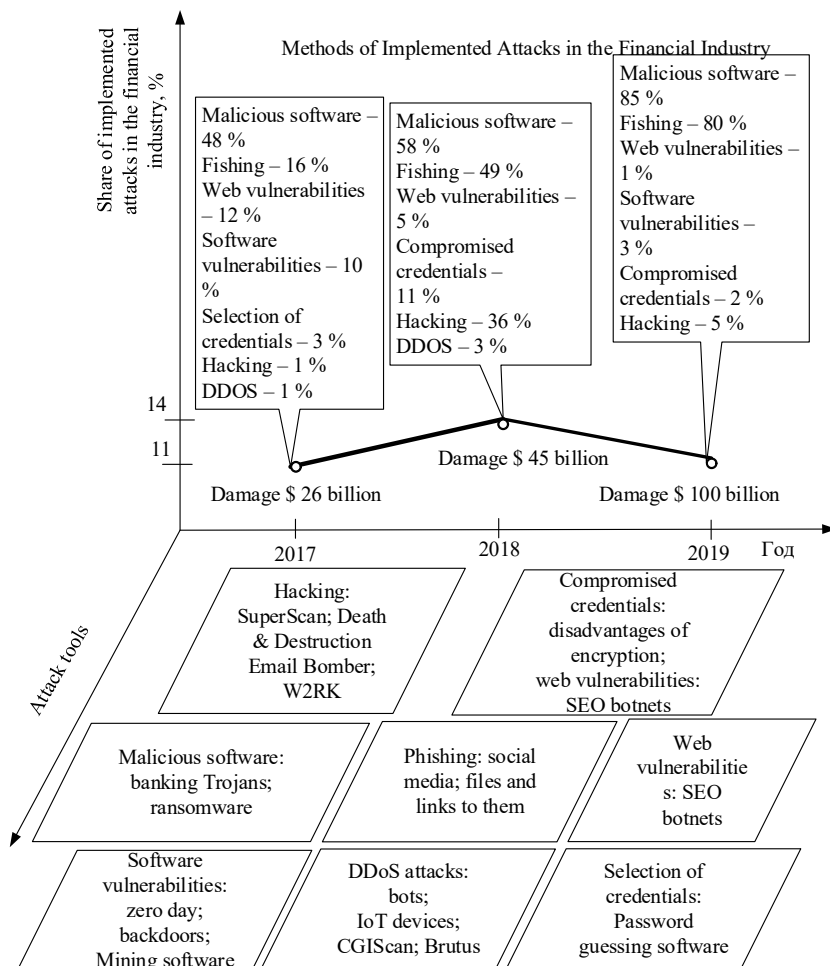 Methods of Implemented Attacks in the Financial Industry
Share of implemented
attacks in the financial
industry, %
Malicious software –
48 %
Fishing – 16 %
Web vulnerabilities
– 12 %
Software
vulnerabilities – 10
%
Selection of
credentials – 3 %
Hacking – 1 %
DDOS – 1 %
Malicious software –
58 %
Fishing – 49 %
Web vulnerabilities –
5 %
Compromised
credentials –
11 %
Hacking – 36 %
DDOS – 3 %
Malicious software –
85 %
Fishing – 80 %
Web vulnerabilities –
1 %
Software
vulnerabilities –
3 %
Compromised
credentials – 2 %
Hacking – 5 %
14
11
Damage $ 26 billion
Damage $ 45 billion
Damage $ 100 billion
2017
2018
2019
Год
Attack tools
Hacking:
SuperScan; Death
& Destruction
Email Bomber;
W2RK
Compromised
credentials:
disadvantages of
encryption;
web vulnerabilities:
SEO botnets
Malicious software:
banking Trojans;
ransomware
Phishing: social
media; files and
links to them
Web
vulnerabilitie
s: SEO
botnets
Software
vulnerabilities:
zero day;
backdoors;
Mining software
DDoS attacks:
bots;
IoT devices;
CGIScan; Brutus
Selection of
credentials:
Password
guessing software